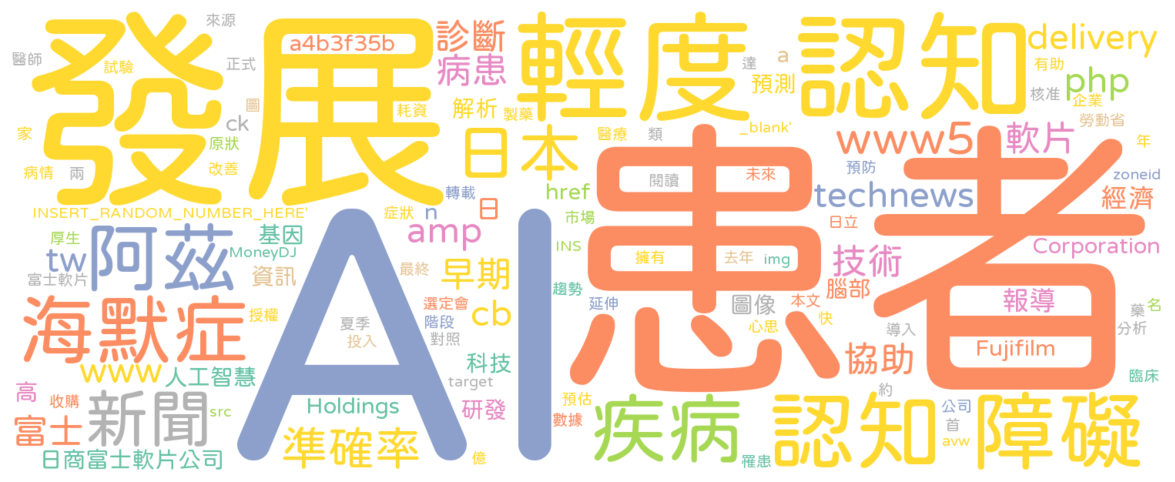 來源
醫師
試驗
正式
a4b3f35b
診斷
病患
發展
輕度
認知
delivery
有助
a
達
預測
php
核准
企業
圖
耗資
解析
製藥
ck
家
原狀
改善
病情
兩
日本
醫療
類
_blank'
www5
軟片
勞動省
年
患者
閱讀
未來
預防
zoneid
technews
經濟
href
轉載
n
日
症狀
市場
INSERT_RANDOM_NUMBER_HERE'
厚生
阿茲
基因
MoneyDJ
tw
富士軟片
資訊
amp
AI
INS
擁有
去年
img
日立
技術
Corporation
最終
早期
趨勢
延伸
圖像
本文
腦部
報導
藥
名
選定會
階段
對照
cb
心思
快
導入
分析
海默症
授權
夏季
投入
協助
Fujifilm
www
人工智慧
科技
target
臨床
高
收購
新聞
src
Holdings
研發
預估
數據
疾病
約
公司
首
avw
認知障礙
富士
日商富士軟片公司
準確率
億
罹患